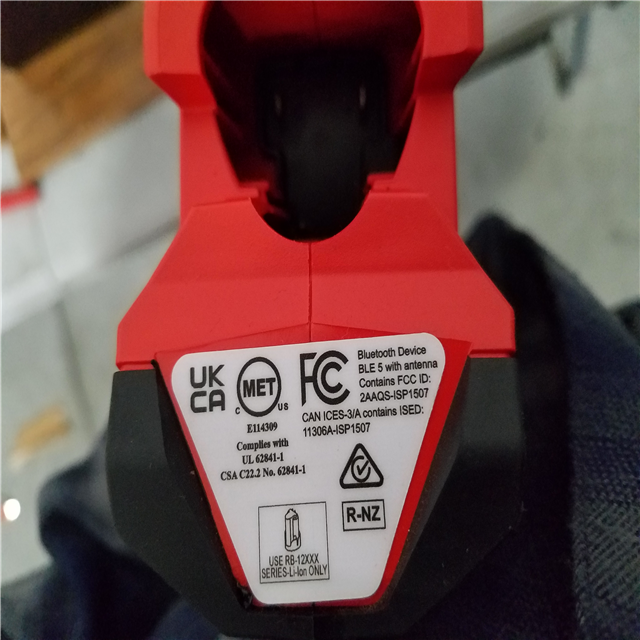 UK
CA
MET
C US
E114309
Complies with
UL 62841-1
CSA C22.2 No. 62841-1
FC
Bluetooth Device
BLE 5 with antenna
Contains FCC ID:
2AAQS-ISP1507
CAN ICES-3/A contains ISED:
11306A-ISP1507
R-NZ
USE RB-12XXX
SERIES-Li-Ion ONLY